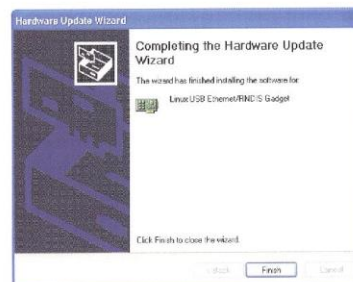 Hardware Update Wizard
Completing the Hardware Update
Wizard
The wizard has finished installing the software for:
Linux USB Ethernet/RNDIS Gadget
Click Finish to close the wizard.
< Back
Finish
Cancel